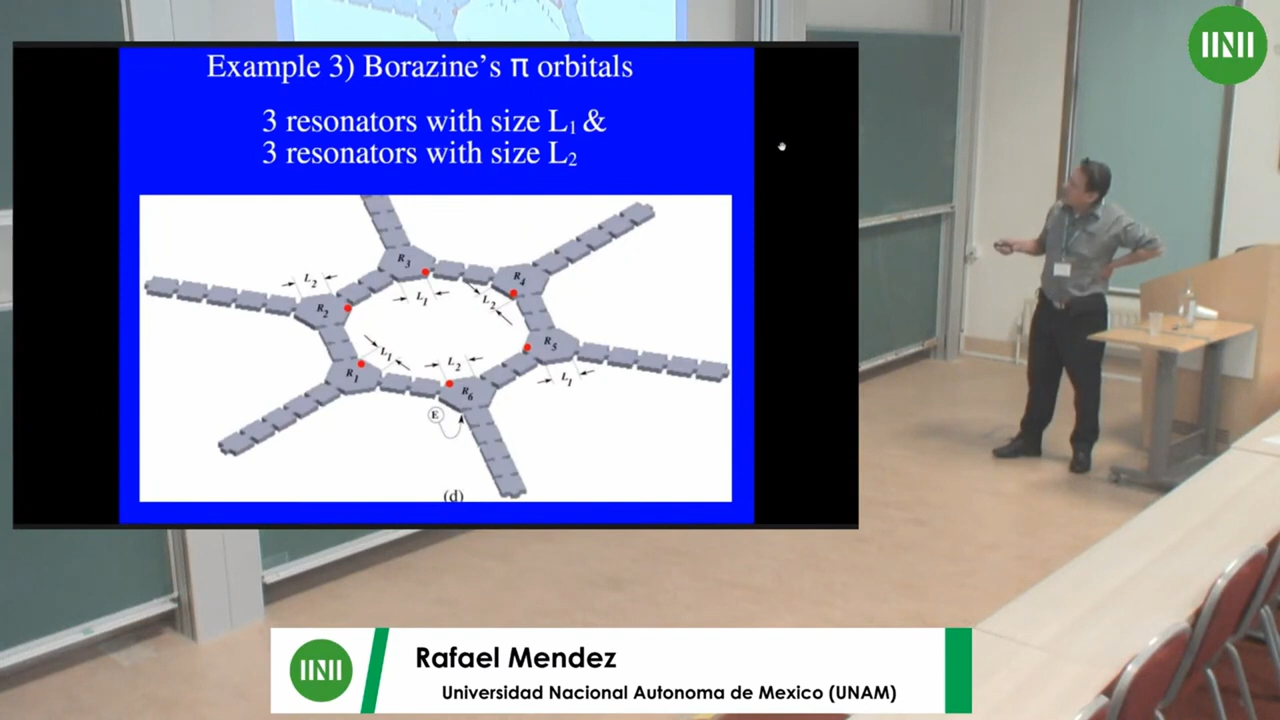 Example 3) Borazine's π orbitals
3 resonators with size L₁ &
3 resonators with size L₂
R₃
R₄
L₂
L₁
L₂
R₂
R₅
L₁
L₂
R₁
R₆
L₁
E
(d)
Rafael Mendez
Universidad Nacional Autonoma de Mexico (UNAM)